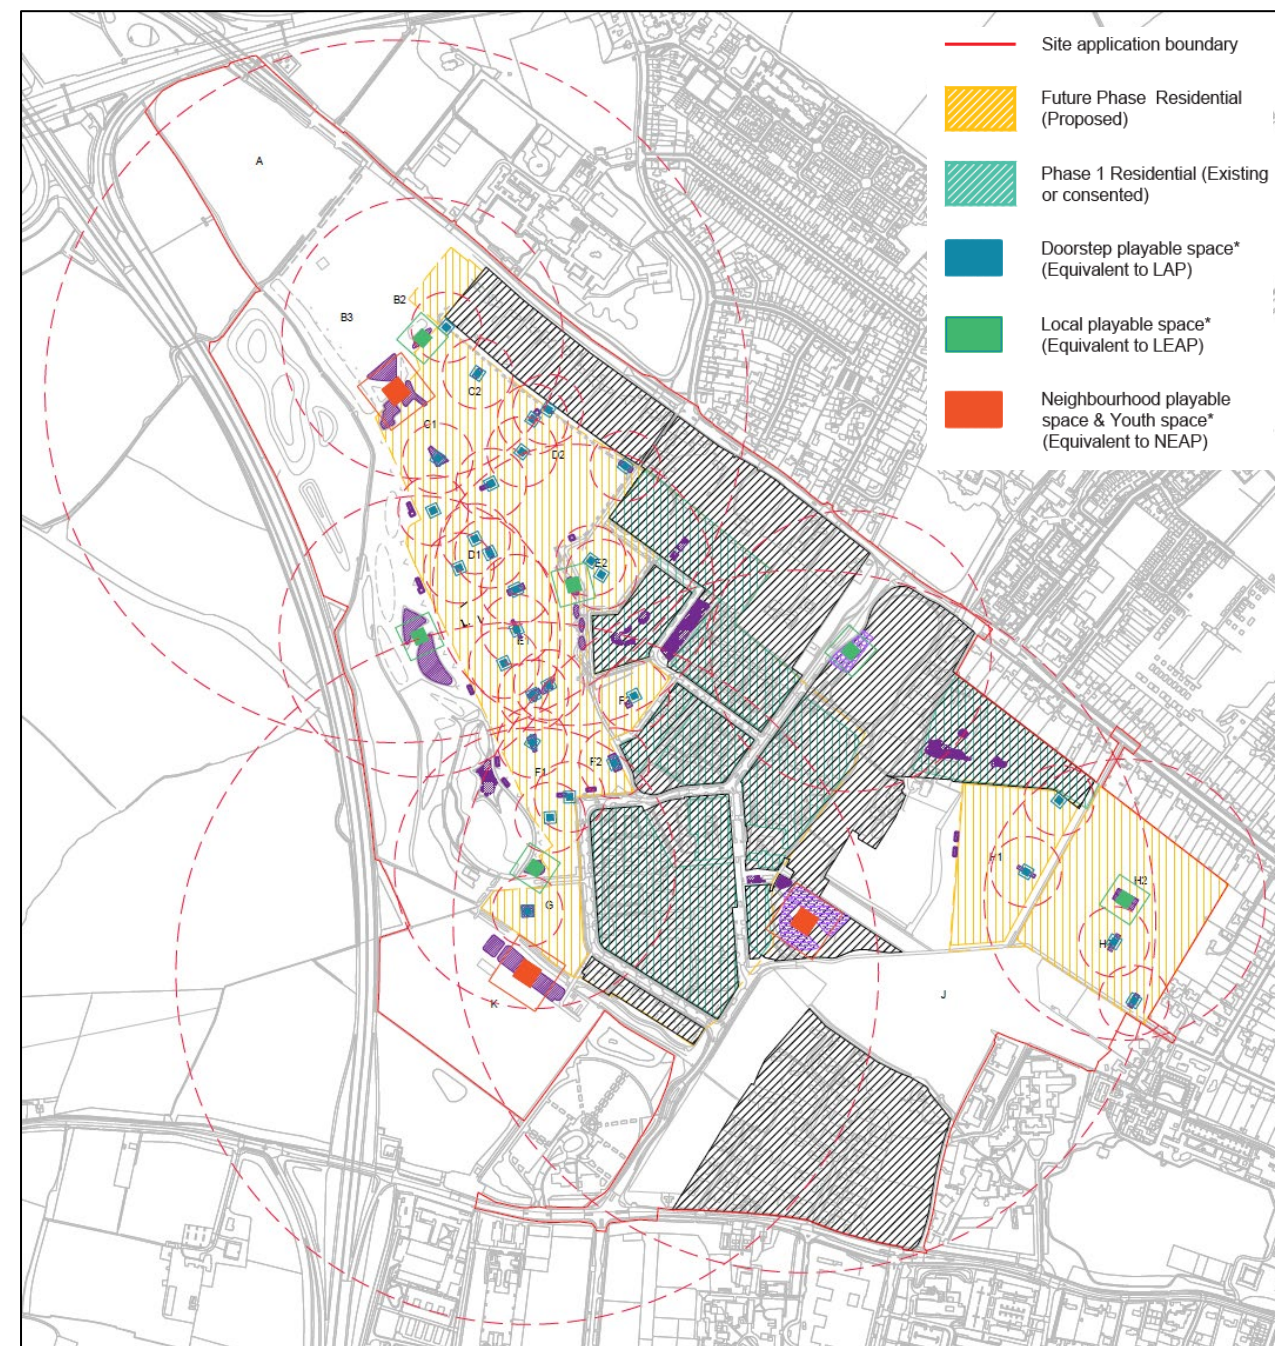 Site application boundary
Future Phase Residential
(Proposed)
Phase 1 Residential (Existing
or consented)
Doorstep playable space*
(Equivalent to LAP)
Local playable space*
(Equivalent to LEAP)
Neighbourhood playable
space & Youth space*
(Equivalent to NEAP)
A
B2
B3
C2
C1
D2
D1
E2
E
F2
F1
G
H2
K
J